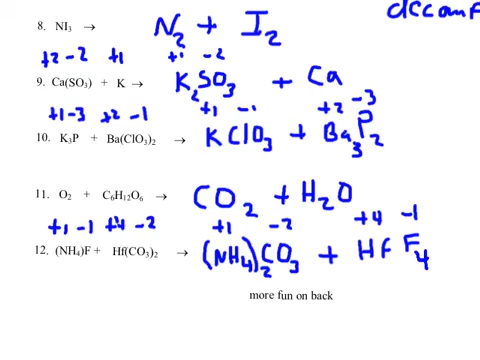 decomp
8. NI₃ → N₂ + I₂
+2 -2 +1 +1 -2
9. Ca(SO₃) + K → K₂SO₃ + Ca
+1 -3 +2 -1 +1 -1 +2 -3
10. K₃P + Ba(ClO₃)₂ → KClO₃ + Ba₃P₂
11. O₂ + C₆H₁₂O₆ → CO₂ + H₂O
+1 -1 +4 -2 +1 -2 +4 -1
12. (NH₄)F + Hf(CO₃)₂ → (NH₄)₂CO₃ + HfF₄
more fun on back